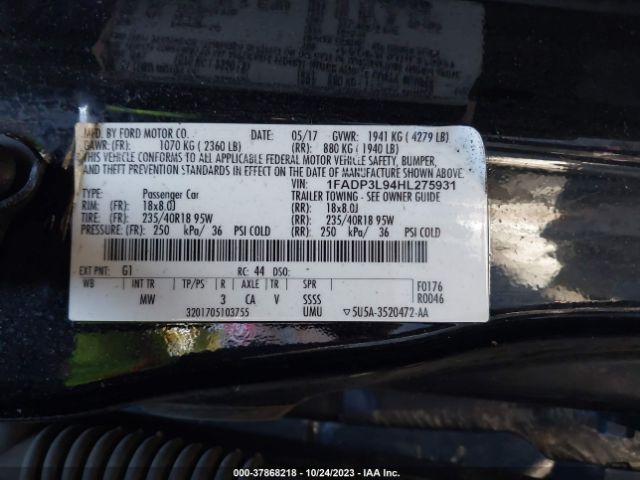 MFD. BY FORD MOTOR CO. DATE: 05/17 GVWR: 1941 KG ( 4279 LB)
GAWR: (FR) 1070 KG ( 2360 LB) (RR) 880 KG ( 1940 LB)
THIS VEHICLE CONFORMS TO ALL APPLICABLE FEDERAL MOTOR VEHICLE SAFETY, BUMPER,
AND THEFT PREVENTION STANDARDS IN EFFECT ON THE DATE OF MANUFACTURE SHOWN ABOVE.
VIN: 1FADP3L94HL275931
TYPE: Passenger Car TRAILER TOWING - SEE OWNER GUIDE
RIM: (FR) 18x8.0J (RR) 18x8.0J
TIRE: (FR) 235/40R18 95W (RR) 235/40R18 95W
PRESSURE: (FR) 250 kPa/ 36 PSI COLD (RR) 250 kPa/ 36 PSI COLD
EXT PNT: G1 RC: 44 DSO:
WB INT TR TP/PS R AXLE TR SPR F0176
MW 3 CA V SSSS R0046
3201705103755 UMU 5U5A-3520472-AA
000-37868218 - 10/24/2023 - IAA Inc.